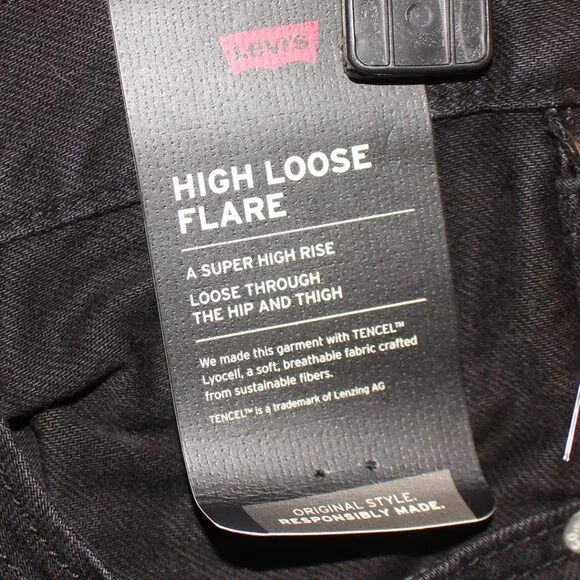 Levi's
HIGH LOOSE
FLARE
A SUPER HIGH RISE
LOOSE THROUGH
THE HIP AND THIGH
We made this garment with TENCEL™
Lyocell, a soft, breathable fabric crafted
from sustainable fibers.
TENCEL™ is a trademark of Lenzing AG
ORIGINAL STYLE.
RESPONSIBLY MADE.